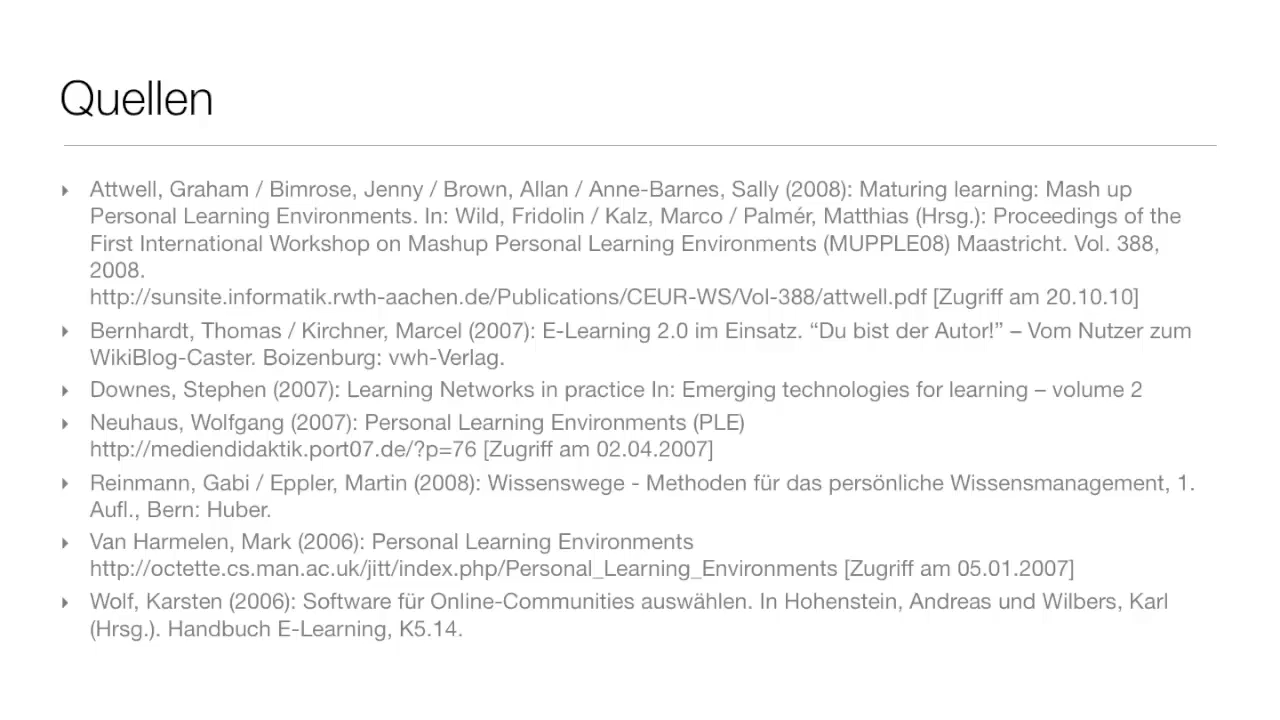 Quellen
Attwell, Graham / Bimrose, Jenny / Brown, Allan / Anne-Barnes, Sally (2008): Maturing learning: Mash up
Personal Learning Environments. In: Wild, Fridolin / Kalz, Marco / Palmér, Matthias (Hrsg.): Proceedings of the
First International Workshop on Mashup Personal Learning Environments (MUPPLE08) Maastricht. Vol. 388,
2008.
http://sunsite.informatik.rwth-aachen.de/Publications/CEUR-WS/Vol-388/attwell.pdf [Zugriff am 20.10.10]
Bernhardt, Thomas / Kirchner, Marcel (2007): E-Learning 2.0 im Einsatz. “Du bist der Autor!” – Vom Nutzer zum
WikiBlog-Caster. Boizenburg: vwh-Verlag.
Downes, Stephen (2007): Learning Networks in practice In: Emerging technologies for learning – volume 2
Neuhaus, Wolfgang (2007): Personal Learning Environments (PLE)
http://mediendidaktik.port07.de/?p=76 [Zugriff am 02.04.2007]
Reinmann, Gabi / Eppler, Martin (2008): Wissenswege - Methoden für das persönliche Wissensmanagement, 1.
Aufl., Bern: Huber.
Van Harmelen, Mark (2006): Personal Learning Environments
http://octette.cs.man.ac.uk/jitt/index.php/Personal_Learning_Environments [Zugriff am 05.01.2007]
Wolf, Karsten (2006): Software für Online-Communities auswählen. In Hohenstein, Andreas und Wilbers, Karl
(Hrsg.). Handbuch E-Learning, K5.14.